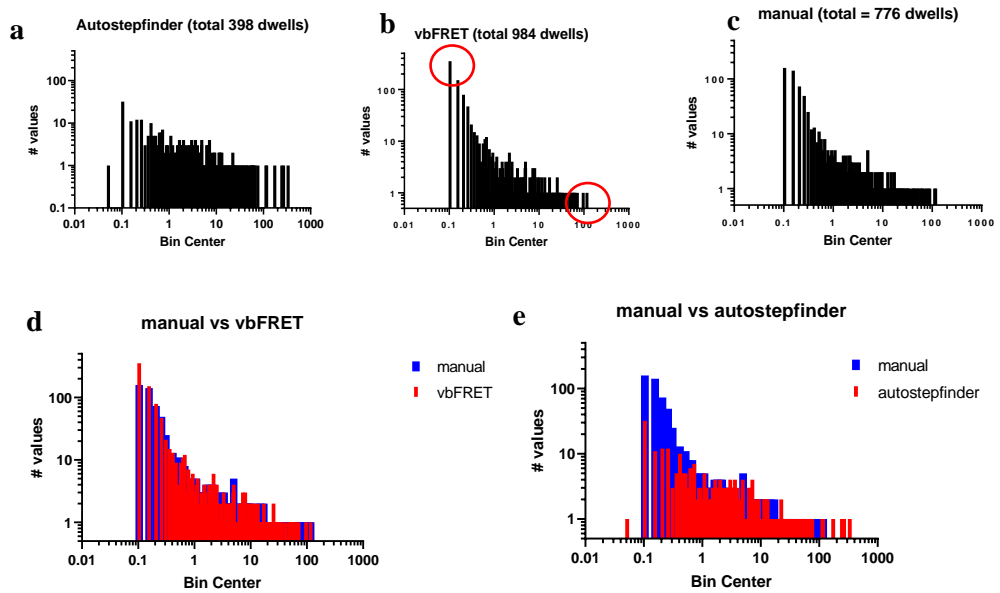 a
Autostepfinder (total 398 dwells)
# values
100
10
1
0.1
0.01 0.1 1 10 100 1000
Bin Center
b
vbFRET (total 984 dwells)
# values
100
10
1
0.01 0.1 1 10 100 1000
Bin Center
c
manual (total = 776 dwells)
# values
100
10
1
0.01 0.1 1 10 100 1000
Bin Center
d
manual vs vbFRET
manual
vbFRET
# values
100
10
1
0.01 0.1 1 10 100 1000
Bin Center
e
manual vs autostepfinder
manual
autostepfinder
# values
100
10
1
0.01 0.1 1 10 100 1000
Bin Center